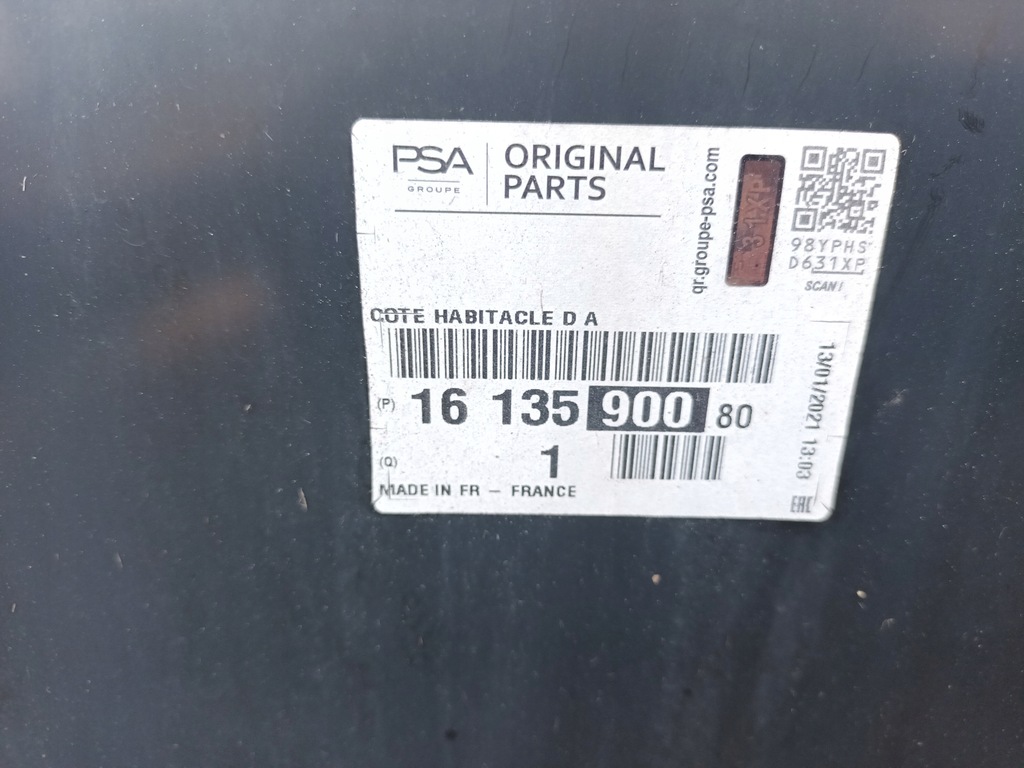 PSA
GROUPE
ORIGINAL
PARTS
qr.groupe-psa.com
31XP
98YPHS
D631XP
SCAN!
COTE HABITACLE D A
(P) 16 135 900 80
(Q) 1
MADE IN FR – FRANCE
13/01/2021 13:03
EAC